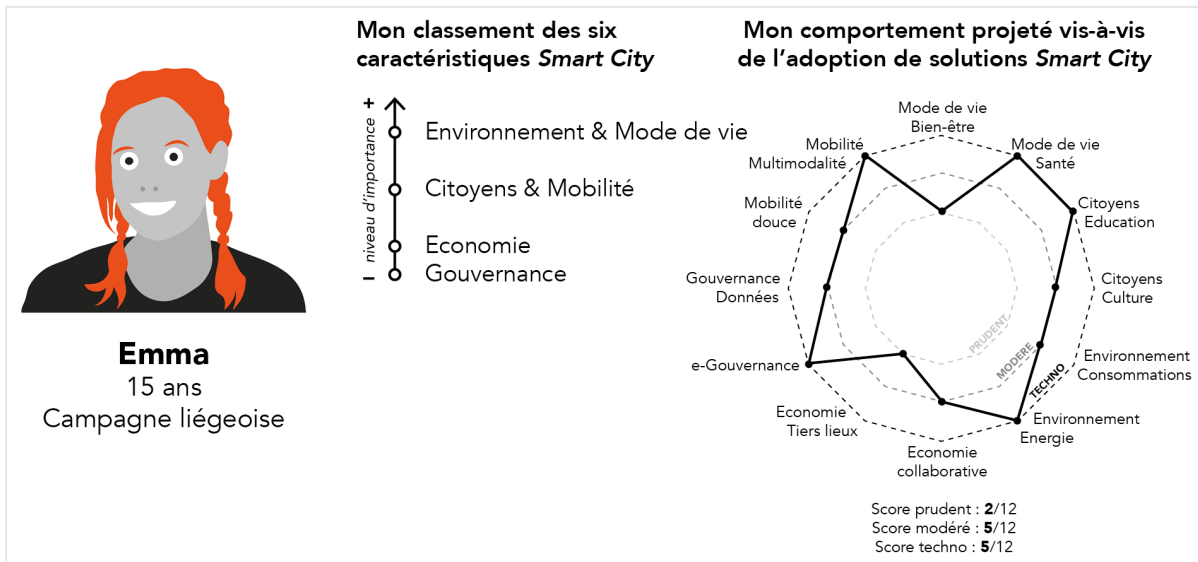 Mon classement des six
caractéristiques Smart City
+
niveau d'importance
Environnement & Mode de vie
Citoyens & Mobilité
Economie
Gouvernance
–
Emma
15 ans
Campagne liégeoise
Mon comportement projeté vis-à-vis
de l'adoption de solutions Smart City
Mode de vie
Bien-être
Mode de vie
Santé
Citoyens
Education
Citoyens
Culture
Environnement
Consommations
Environnement
Energie
Economie
collaborative
Economie
Tiers lieux
e-Gouvernance
Gouvernance
Données
Mobilité
douce
Mobilité
Multimodalité
PRUDENT
MODERE
TECHNO
Score prudent : 2/12
Score modéré : 5/12
Score techno : 5/12